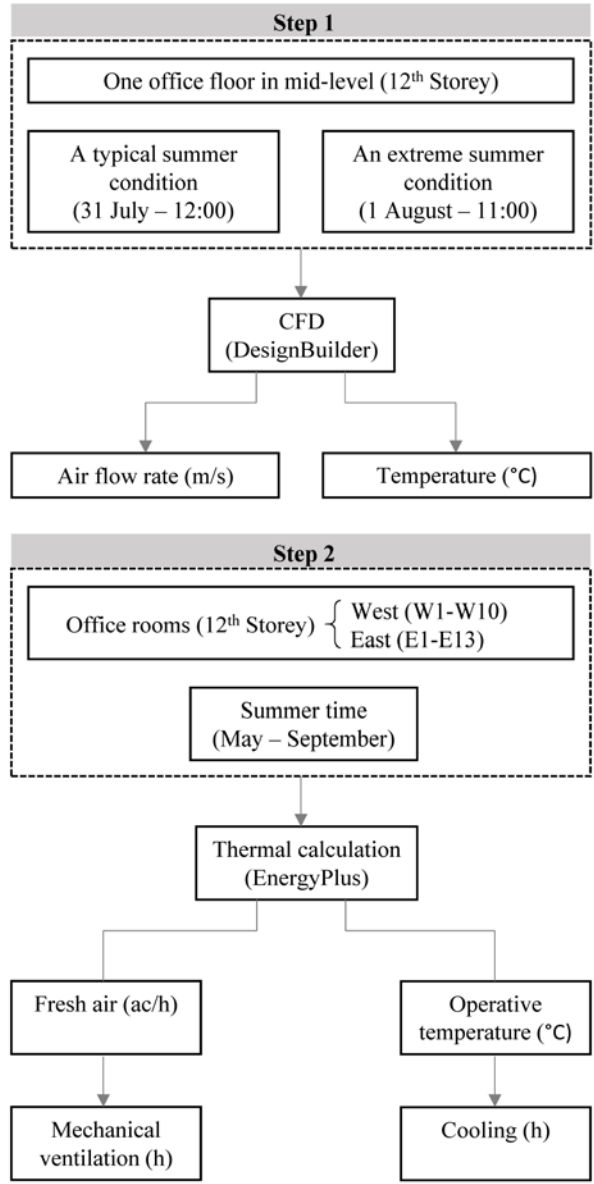 Step 1
One office floor in mid-level (12th Storey)
A typical summer
condition
(31 July – 12:00)
An extreme summer
condition
(1 August – 11:00)
CFD
(DesignBuilder)
Air flow rate (m/s)
Temperature (°C)
Step 2
Office rooms (12th Storey)
West (W1-W10)
East (E1-E13)
Summer time
(May – September)
Thermal calculation
(EnergyPlus)
Fresh air (ac/h)
Operative
temperature (°C)
Mechanical
ventilation (h)
Cooling (h)